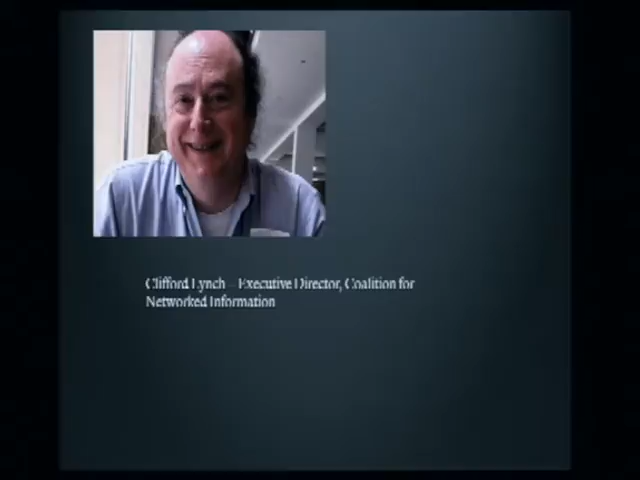 Clifford Lynch – Executive Director, Coalition for
Networked Information